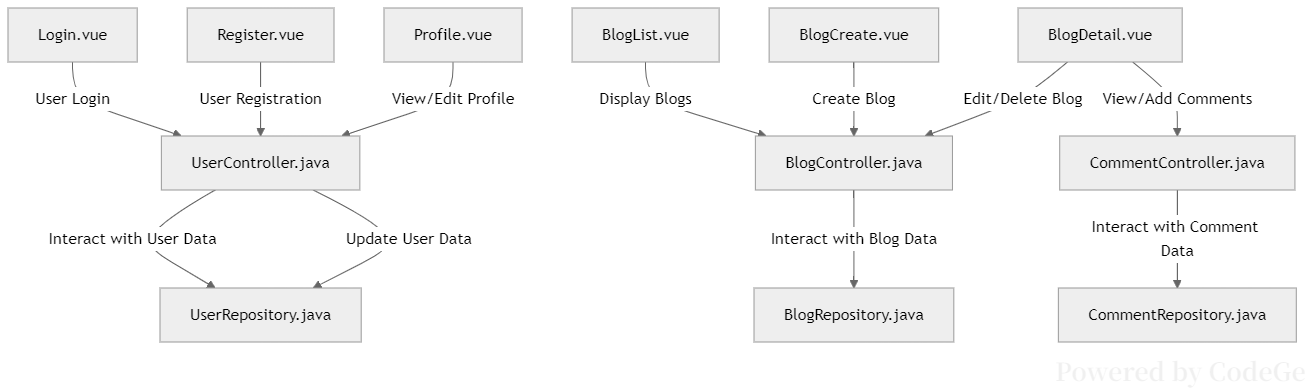 Login.vue
Register.vue
Profile.vue
BlogList.vue
BlogCreate.vue
BlogDetail.vue
User Login
User Registration
View/Edit Profile
Display Blogs
Create Blog
Edit/Delete Blog
View/Add Comments
UserController.java
BlogController.java
CommentController.java
Interact with User Data
Update User Data
Interact with Blog Data
Interact with Comment
Data
UserRepository.java
BlogRepository.java
CommentRepository.java
Powered by CodeGe